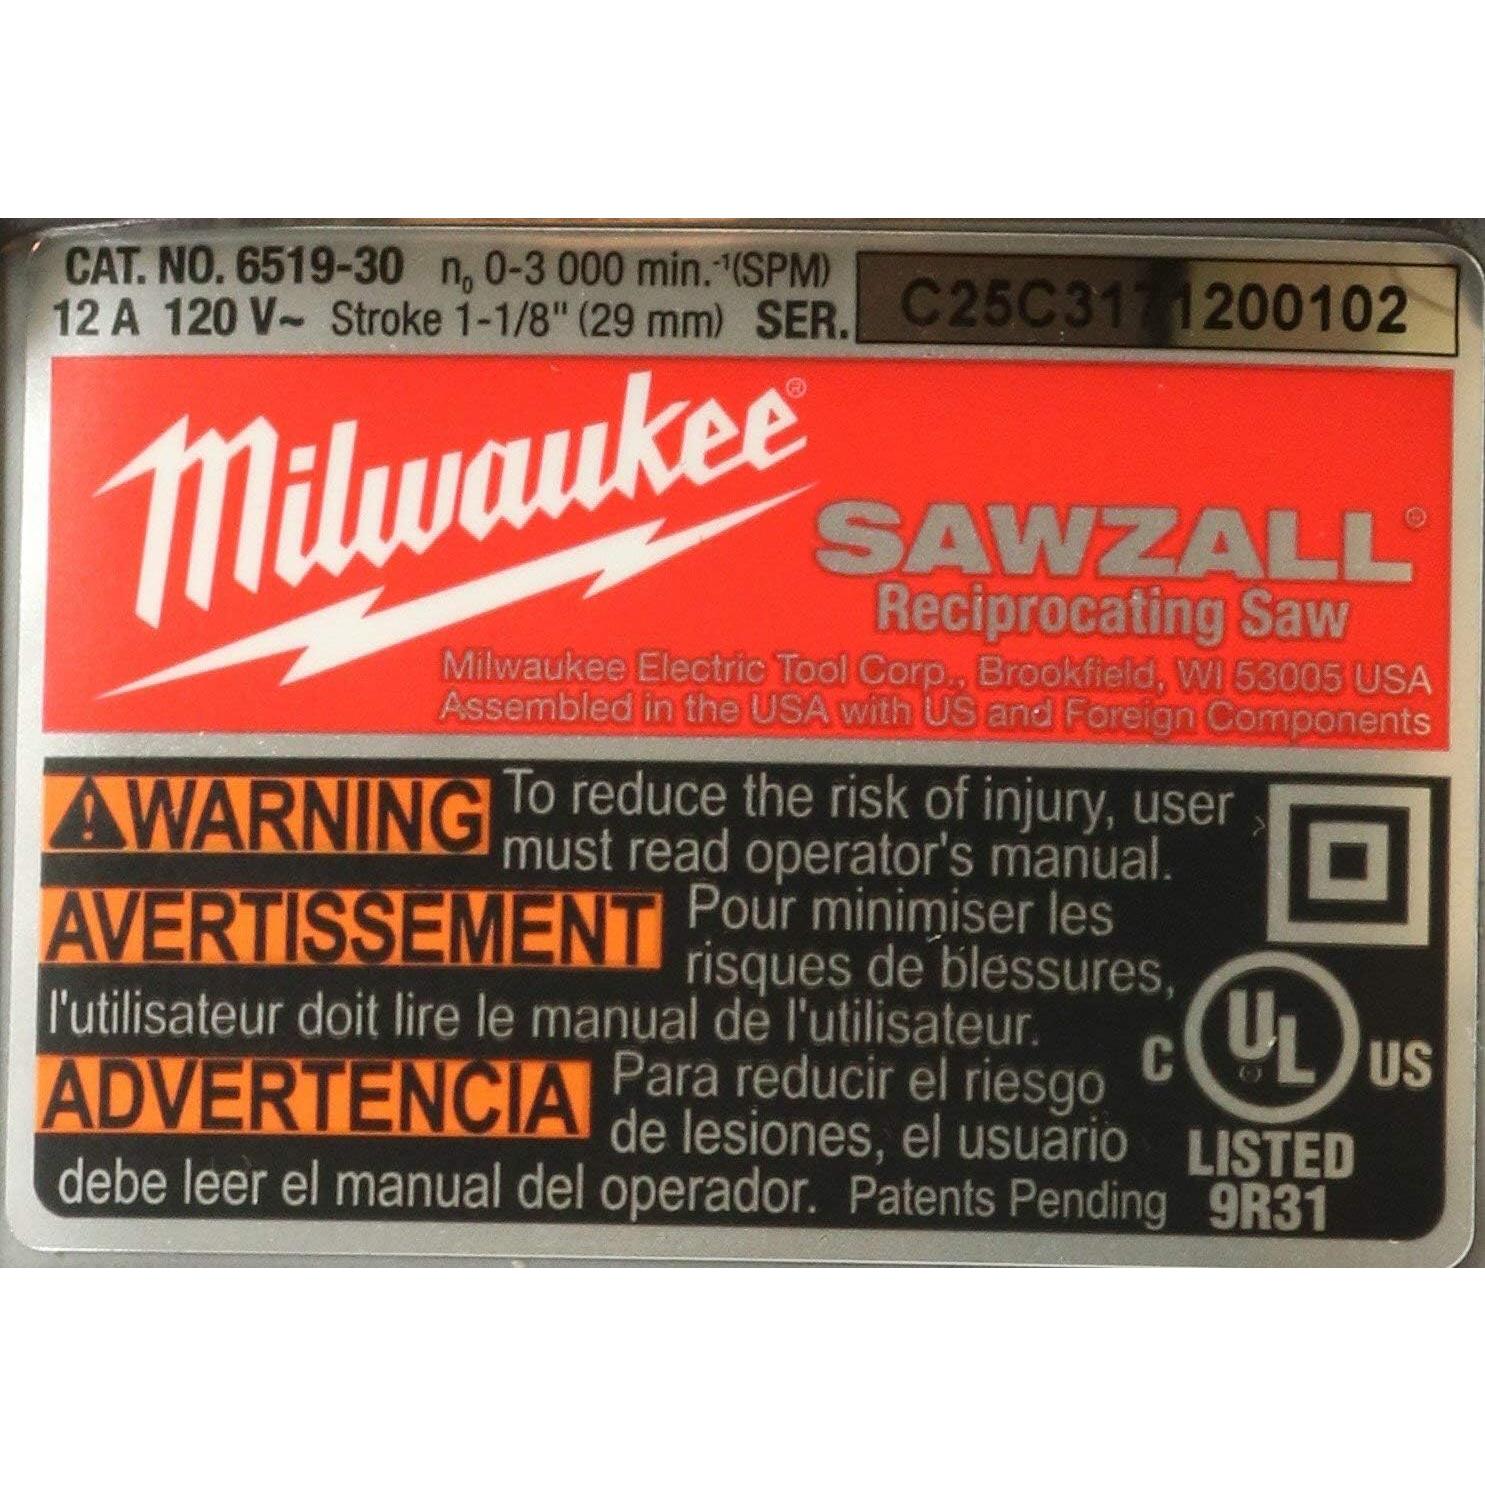 CAT. NO. 6519-30 n₀ 0-3 000 min.⁻¹(SPM)
12 A 120 V~ Stroke 1-1/8" (29 mm) SER. C25C3171200102
Milwaukee®
SAWZALL®
Reciprocating Saw
Milwaukee Electric Tool Corp., Brookfield, WI 53005 USA
Assembled in the USA with US and Foreign Components
WARNING To reduce the risk of injury, user
must read operator's manual.
AVERTISSEMENT Pour minimiser les
risques de blessures,
l'utilisateur doit lire le manual de l'utilisateur.
ADVERTENCIA Para reducir el riesgo
de lesiones, el usuario
debe leer el manual del operador. Patents Pending
C UL US
LISTED
9R31